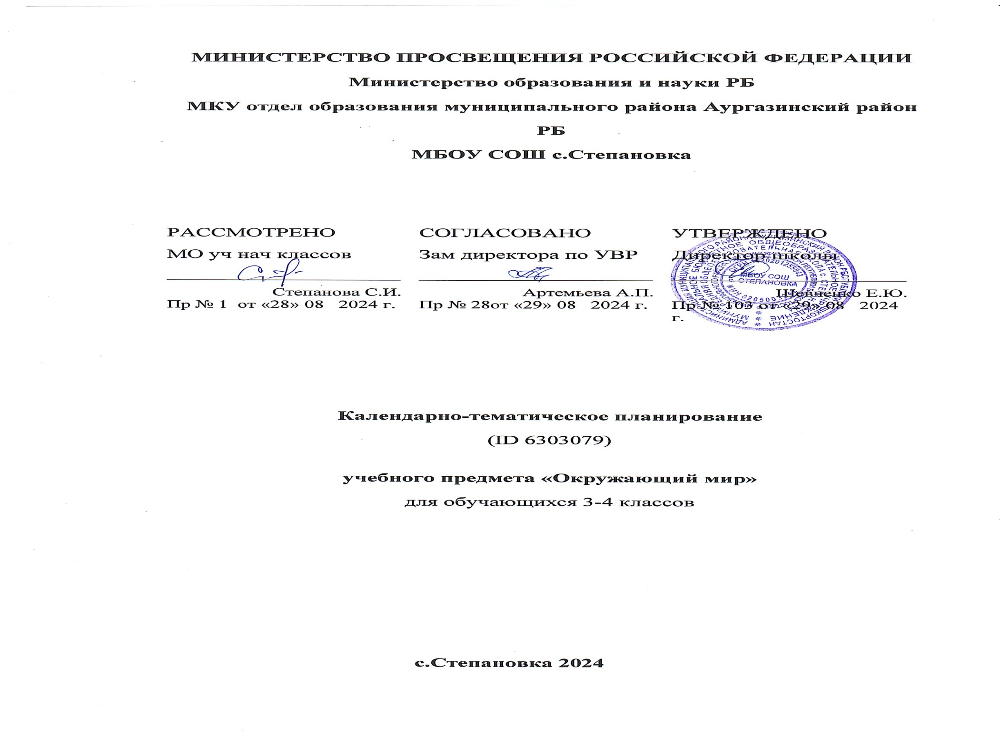 МИНИСТЕРСТВО ПРОСВЕЩЕНИЯ РОССИЙСКОЙ ФЕДЕРАЦИИ
Министерство образования и науки РБ
МКУ отдел образования муниципального района Аургазинский район
РБ
МБОУ СОШ с.Степановка
РАССМОТРЕНО
МО уч нач классов
Степанова С.И.
Пр № 1 от «28» 08 2024 г.
СОГЛАСОВАНО
Зам директора по УВР
Артемьева А.П.
Пр № 28от «29» 08 2024 г.
УТВЕРЖДЕНО
Директор школы
МБОУ СОШ
с. СТЕПАНОВКА
Шевченко Е.Ю.
Пр № 103 от «29» 08 2024
г.
Календарно-тематическое планирование
(ID 6303079)
учебного предмета «Окружающий мир»
для обучающихся 3-4 классов
с.Степановка 2024